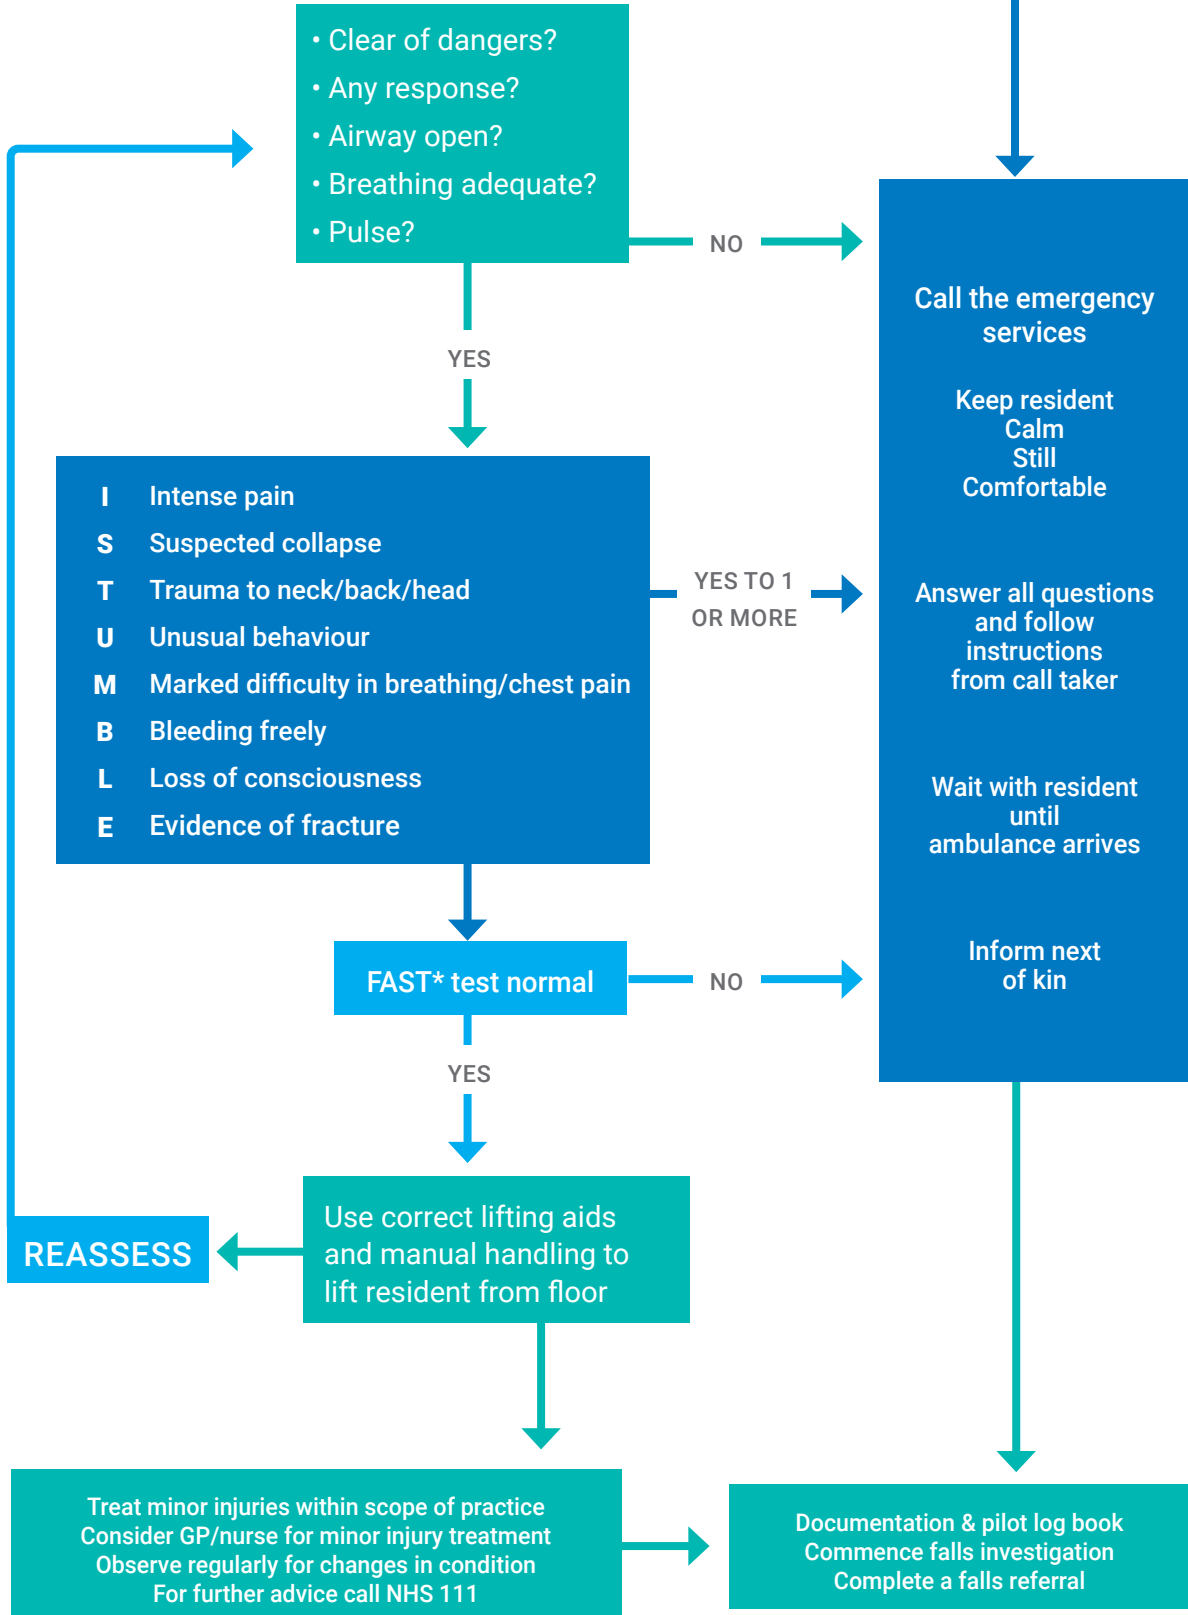 • Clear of dangers?
• Any response?
• Airway open?
• Breathing adequate?
• Pulse?
NO
YES
Call the emergency
services
Keep resident
Calm
Still
Comfortable
Answer all questions
and follow
instructions
from call taker
Wait with resident
until
ambulance arrives
Inform next
of kin
I Intense pain
S Suspected collapse
T Trauma to neck/back/head
U Unusual behaviour
M Marked difficulty in breathing/chest pain
B Bleeding freely
L Loss of consciousness
E Evidence of fracture
YES TO 1
OR MORE
FAST* test normal
NO
YES
Use correct lifting aids
and manual handling to
lift resident from floor
REASSESS
Treat minor injuries within scope of practice
Consider GP/nurse for minor injury treatment
Observe regularly for changes in condition
For further advice call NHS 111
Documentation & pilot log book
Commence falls investigation
Complete a falls referral